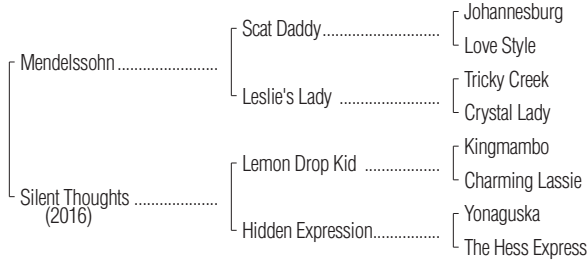 Johannesburg
Scat Daddy
Love Style
Mendelssohn
Tricky Creek
Leslie's Lady
Crystal Lady
Kingmambo
Lemon Drop Kid
Charming Lassie
Silent Thoughts
(2016)
Yonaguska
Hidden Expression
The Hess Express